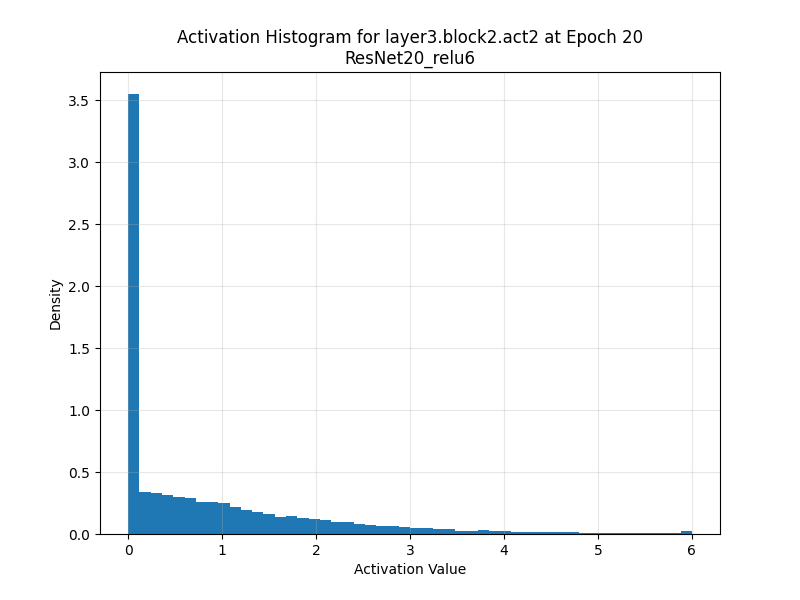 Activation Histogram for layer3.block2.act2 at Epoch 20
ResNet20_relu6
3.5
3.0
2.5
2.0
1.5
1.0
0.5
0.0
Density
0 1 2 3 4 5 6
Activation Value